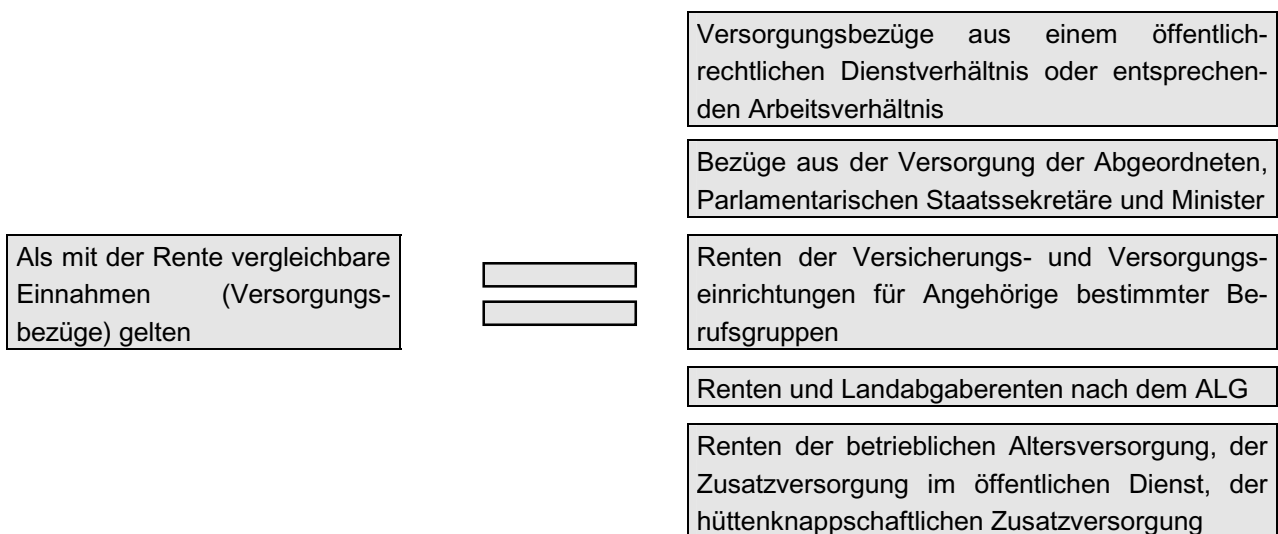 Versorgungsbezüge aus einem öffentlich-
rechtlichen Dienstverhältnis oder entsprechen-
den Arbeitsverhältnis
Bezüge aus der Versorgung der Abgeordneten,
Parlamentarischen Staatssekretäre und Minister
Als mit der Rente vergleichbare
Einnahmen (Versorgungs-
bezüge) gelten
Renten der Versicherungs- und Versorgungs-
einrichtungen für Angehörige bestimmter Be-
rufsgruppen
Renten und Landabgaberenten nach dem ALG
Renten der betrieblichen Altersversorgung, der
Zusatzversorgung im öffentlichen Dienst, der
hüttenknappschaftlichen Zusatzversorgung